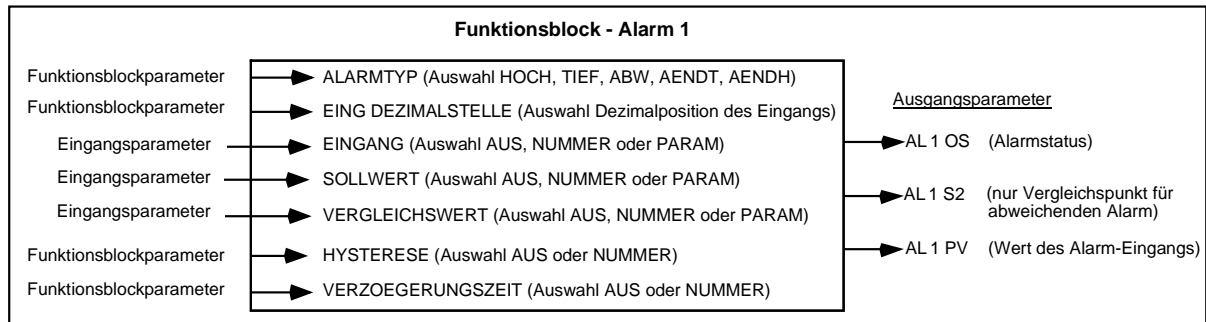 Funktionsblock - Alarm 1
Funktionsblockparameter
ALARMTYP (Auswahl HOCH, TIEF, ABW, AENDT, AENDH)
Funktionsblockparameter
EING DEZIMALSTELLE (Auswahl Dezimalposition des Eingangs)
Eingangsparameter
EINGANG (Auswahl AUS, NUMMER oder PARAM)
Eingangsparameter
SOLLWERT (Auswahl AUS, NUMMER oder PARAM)
Eingangsparameter
VERGLEICHSWERT (Auswahl AUS, NUMMER oder PARAM)
Funktionsblockparameter
HYSTERESE (Auswahl AUS oder NUMMER)
Funktionsblockparameter
VERZOEGERUNGSZEIT (Auswahl AUS oder NUMMER)
Ausgangsparameter
AL 1 OS (Alarmstatus)
AL 1 S2 (nur Vergleichspunkt für
abweichenden Alarm)
AL 1 PV (Wert des Alarm-Eingangs)